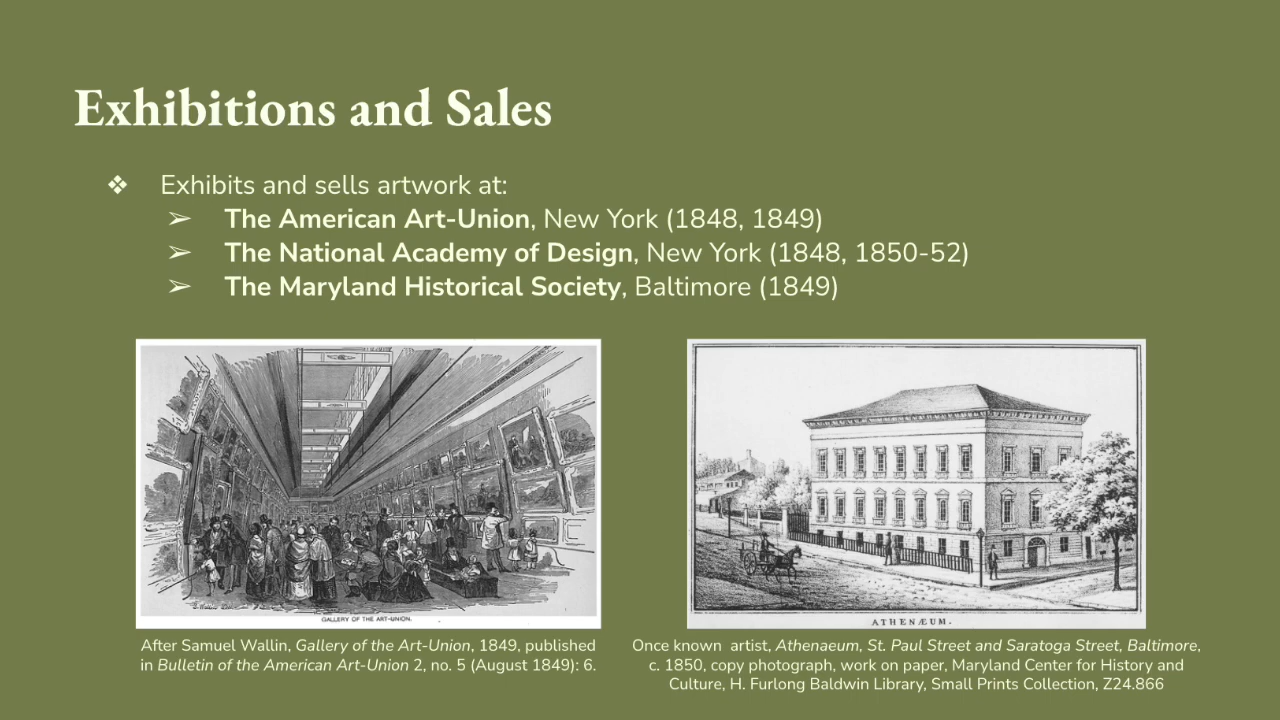 Exhibitions and Sales
❖ Exhibits and sells artwork at:
➢ The American Art-Union, New York (1848, 1849)
➢ The National Academy of Design, New York (1848, 1850-52)
➢ The Maryland Historical Society, Baltimore (1849)
GALLERY OF THE ART-UNION.
After Samuel Wallin, Gallery of the Art-Union, 1849, published
in Bulletin of the American Art-Union 2, no. 5 (August 1849): 6.
ATHENÆUM.
Once known  artist, Athenaeum, St. Paul Street and Saratoga Street, Baltimore,
c. 1850, copy photograph, work on paper, Maryland Center for History and
Culture, H. Furlong Baldwin Library, Small Prints Collection, Z24.866